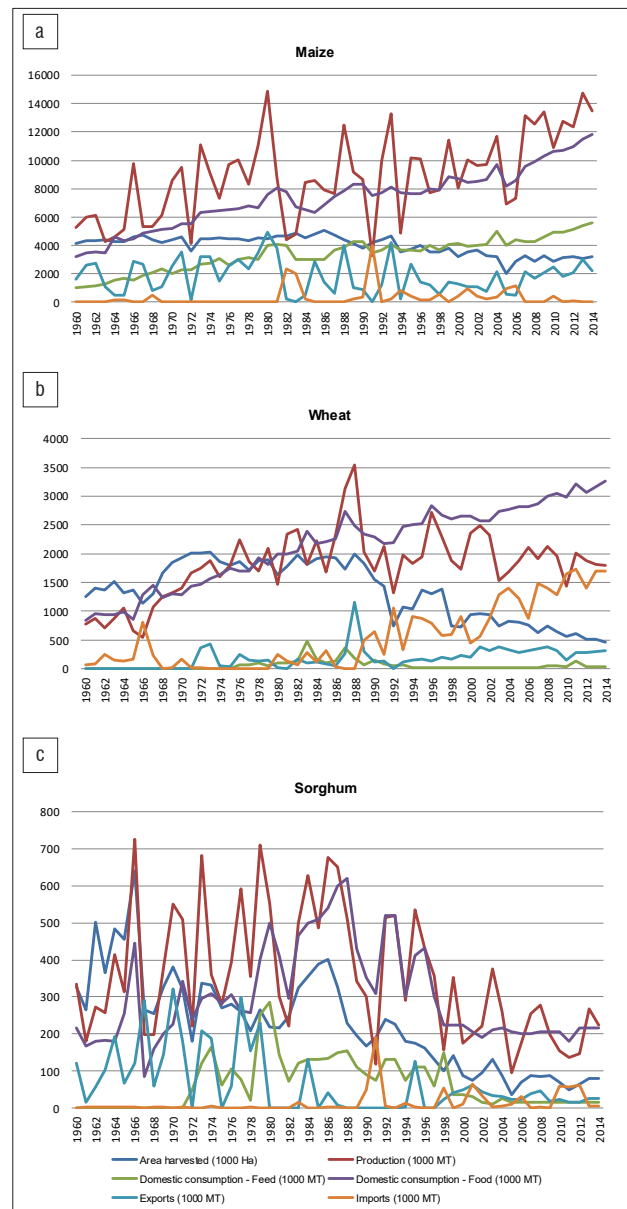 a
Maize
16000
14000
12000
10000
8000
6000
4000
2000
0
1960 1962 1964 1966 1968 1970 1972 1974 1976 1978 1980 1982 1984 1986 1988 1990 1992 1994 1996 1998 2000 2002 2004 2006 2008 2010 2012 2014
b
Wheat
4000
3500
3000
2500
2000
1500
1000
500
0
1960 1962 1964 1966 1968 1970 1972 1974 1976 1978 1980 1982 1984 1986 1988 1990 1992 1994 1996 1998 2000 2002 2004 2006 2008 2010 2012 2014
c
Sorghum
800
700
600
500
400
300
200
100
0
1960 1962 1964 1966 1968 1970 1972 1974 1976 1978 1980 1982 1984 1986 1988 1990 1992 1994 1996 1998 2000 2002 2004 2006 2008 2010 2012 2014
Area harvested (1000 Ha) Production (1000 MT)
Domestic consumption - Feed (1000 MT) Domestic consumption - Food (1000 MT)
Exports (1000 MT) Imports (1000 MT)